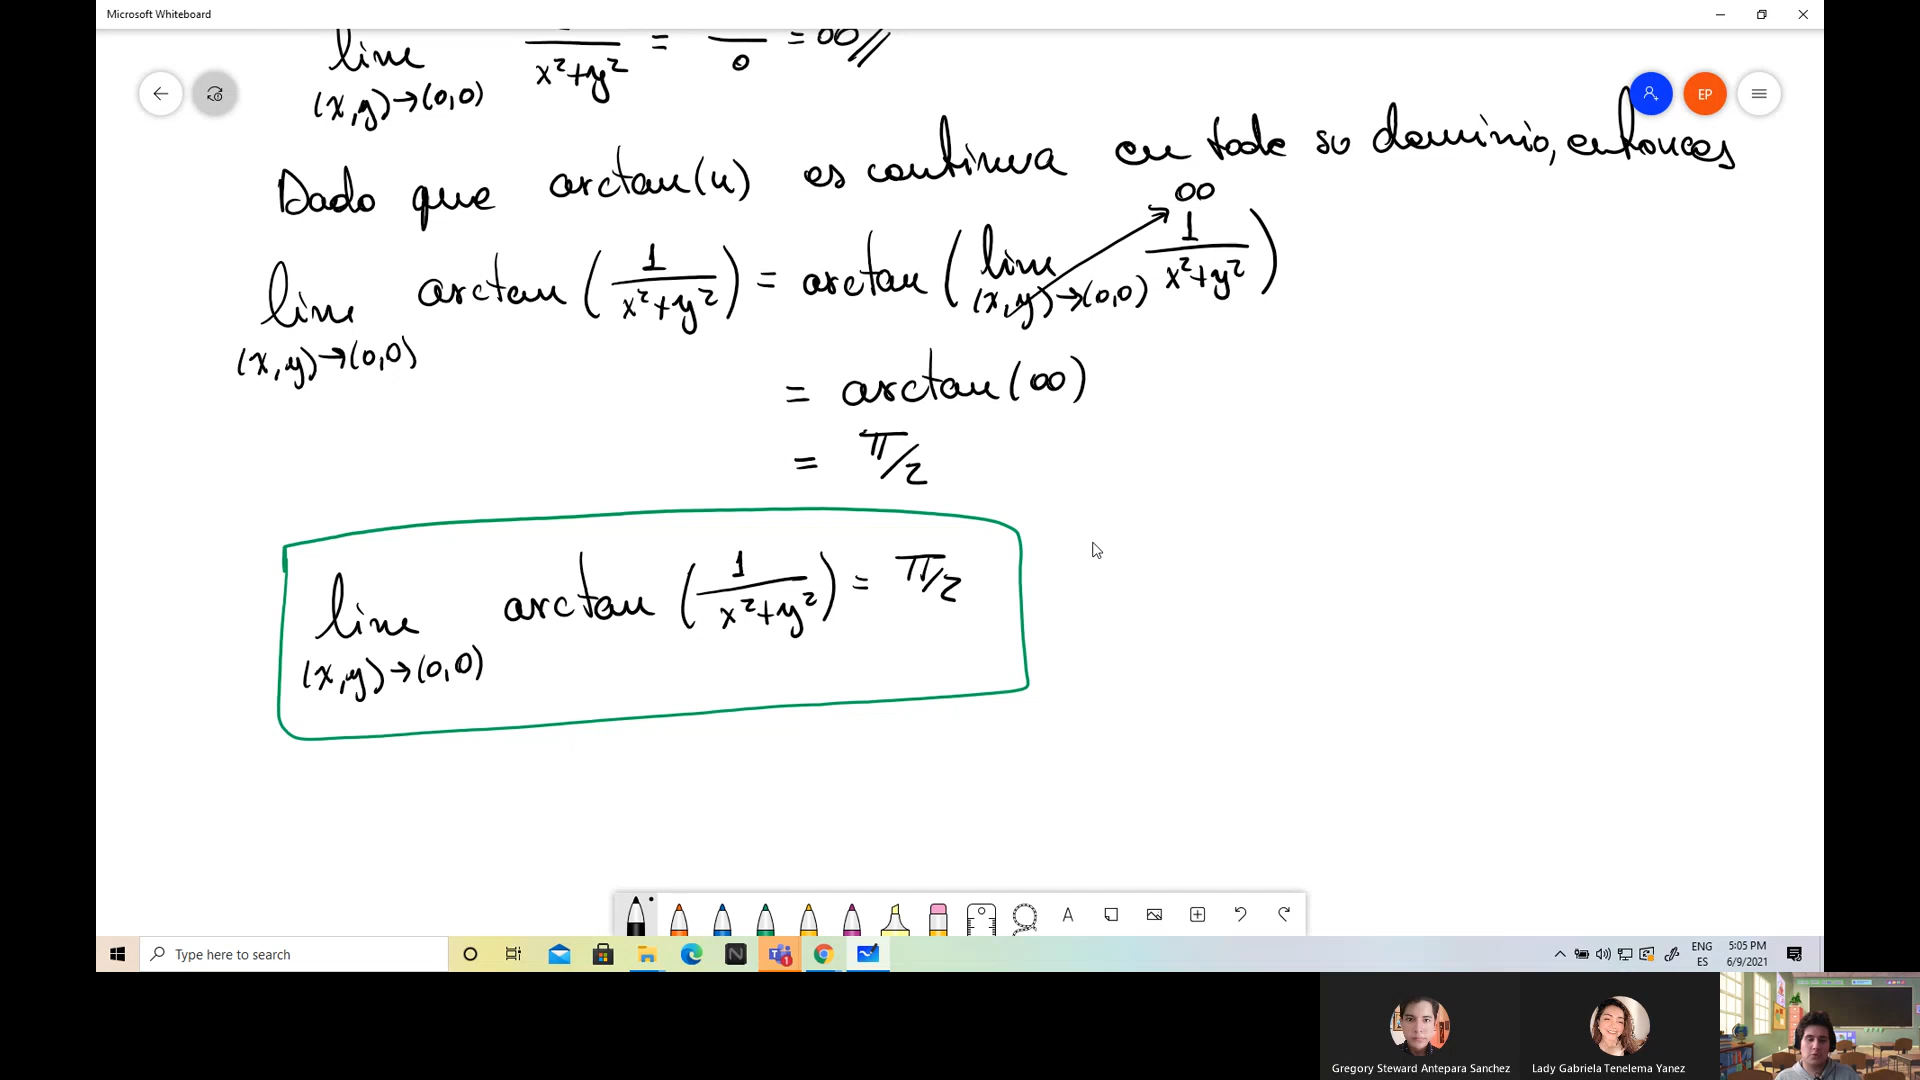 Microsoft Whiteboard
lim 1/(x²+y²) = 1/0 = ∞//
(x,y)→(0,0)
EP
Dado que arctan(u) es continua en todo su dominio, entonces
∞
lim arctan(1/(x²+y²)) = arctan(lim 1/(x²+y²))
(x,y)→(0,0) (x,y)→(0,0)
= arctan(∞)
= π/2
lim arctan(1/(x²+y²)) = π/2
(x,y)→(0,0)
A
Type here to search
N
1
ENG
ES
5:05 PM
6/9/2021
Gregory Steward Antepara Sanchez
Lady Gabriela Tenelema Yanez